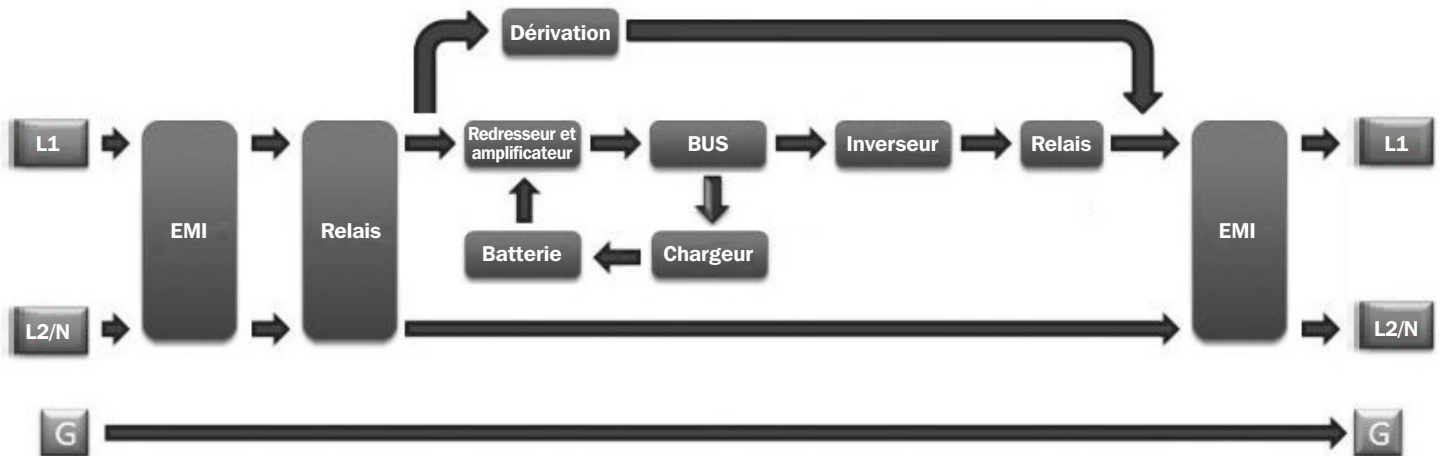 Dérivation
L1
Redresseur et
amplificateur
BUS
Inverseur
Relais
L1
EMI
Relais
EMI
Batterie
Chargeur
L2/N
L2/N
G
G